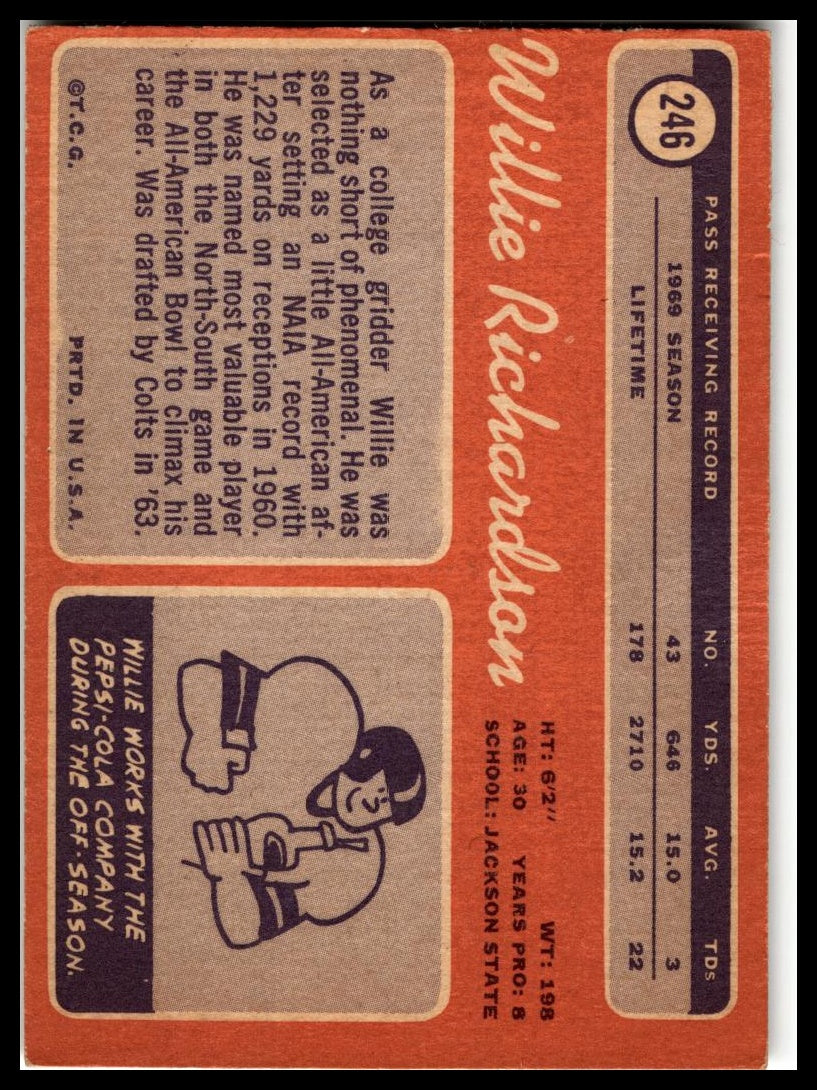 246
PASS RECEIVING RECORD NO. YDS. AVG. TDs
1969 SEASON 43 646 15.0 3
LIFETIME 178 2710 15.2 22
Willie Richardson
HT: 6'2" WT: 198
AGE: 30 YEARS PRO: 8
SCHOOL: JACKSON STATE
As a college gridder Willie was
nothing short of phenomenal. He was
selected as a little All-American af-
ter setting an NAIA record with
1,229 yards on receptions in 1960.
He was named most valuable player
in both the North-South game and
the All-American Bowl to climax his
career. Was drafted by Colts in '63.
©T.C.G. PRTD. IN U.S.A.
WILLIE WORKS WITH THE
PEPSI-COLA COMPANY
DURING THE OFF-SEASON.